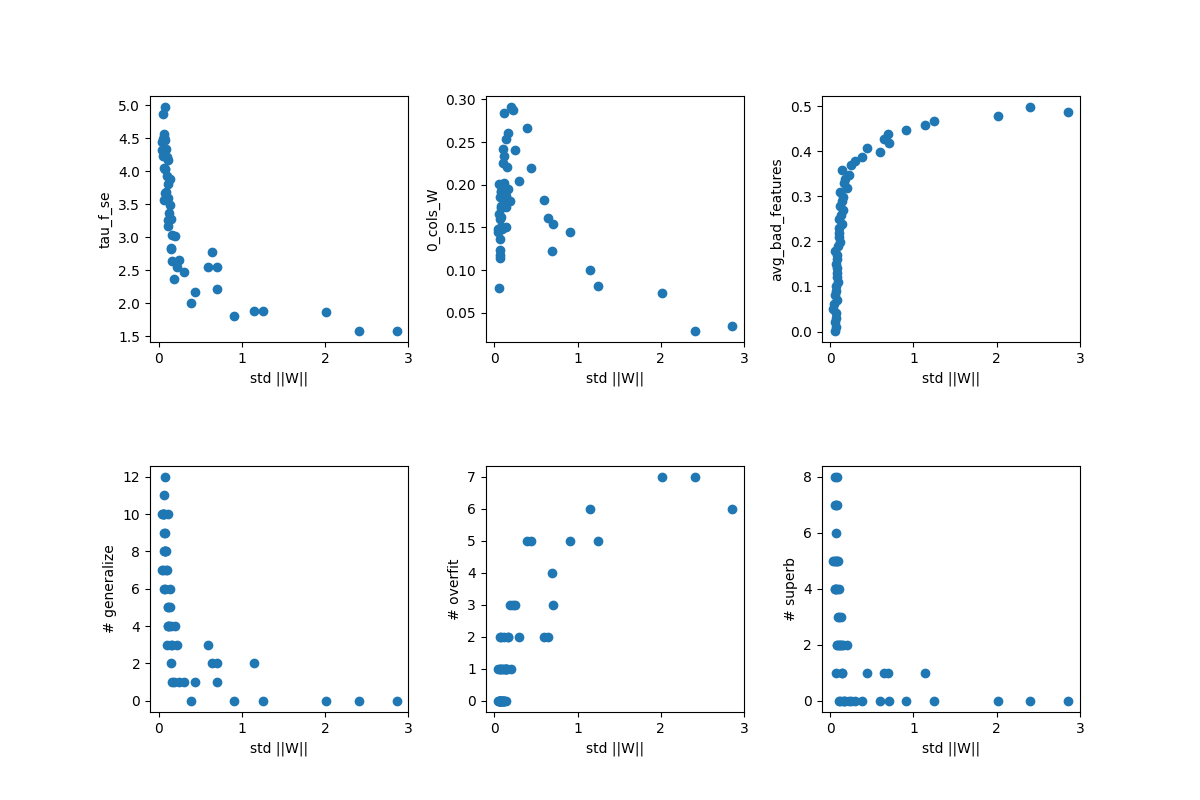 5.0
4.5
4.0
3.5
3.0
2.5
2.0
1.5
tau_f_se
0 1 2 3
std ||W||
0.30
0.25
0.20
0.15
0.10
0.05
0_cols_W
0 1 2 3
std ||W||
0.5
0.4
0.3
0.2
0.1
0.0
avg_bad_features
0 1 2 3
std ||W||
12
10
8
6
4
2
0
# generalize
0 1 2 3
std ||W||
7
6
5
4
3
2
1
0
# overfit
0 1 2 3
std ||W||
8
6
4
2
0
# superb
0 1 2 3
std ||W||